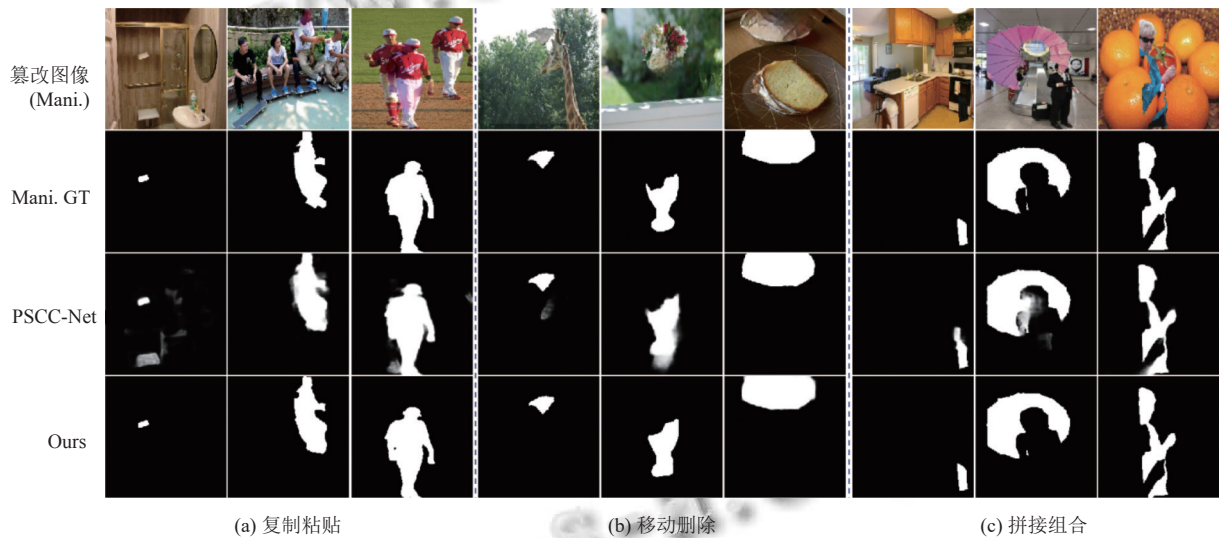 篡改图像
(Mani.)
Mani. GT
PSCC-Net
Ours
(a) 复制粘贴
(b) 移动删除
(c) 拼接组合